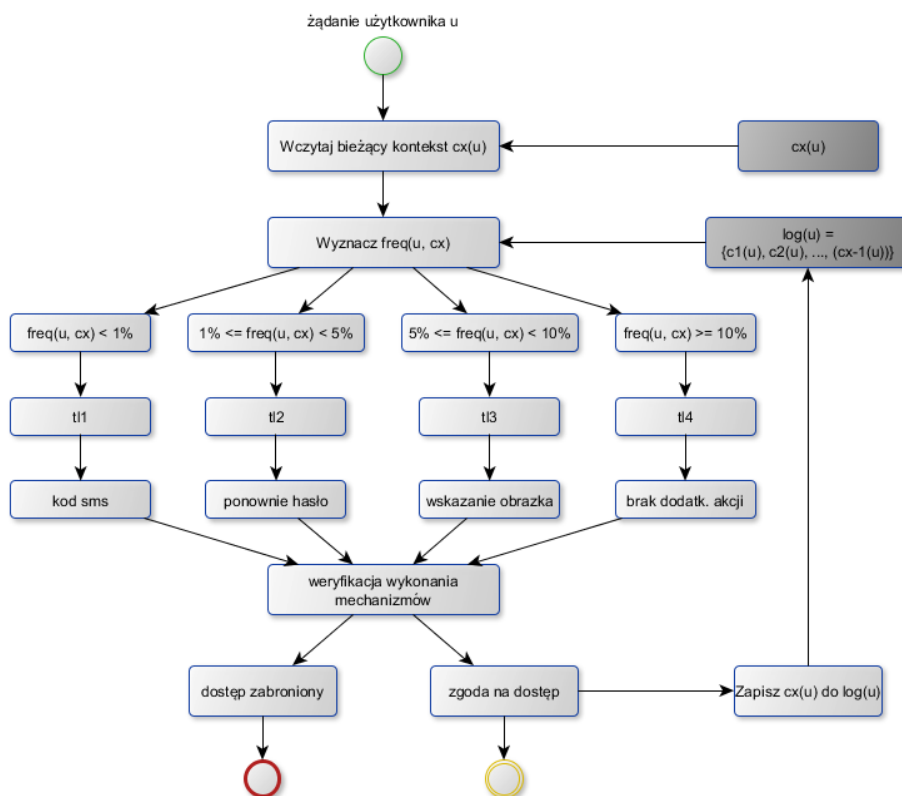 żądanie użytkownika u
Wczytaj bieżący kontekst cx(u)
cx(u)
Wyznacz freq(u, cx)
log(u) =
{c1(u), c2(u), ..., (cx-1(u))}
freq(u, cx) < 1%
1% <= freq(u, cx) < 5%
5% <= freq(u, cx) < 10%
freq(u, cx) >= 10%
tl1
tl2
tl3
tl4
kod sms
ponownie hasło
wskazanie obrazka
brak dodatk. akcji
weryfikacja wykonania
mechanizmów
dostęp zabroniony
zgoda na dostęp
Zapisz cx(u) do log(u)